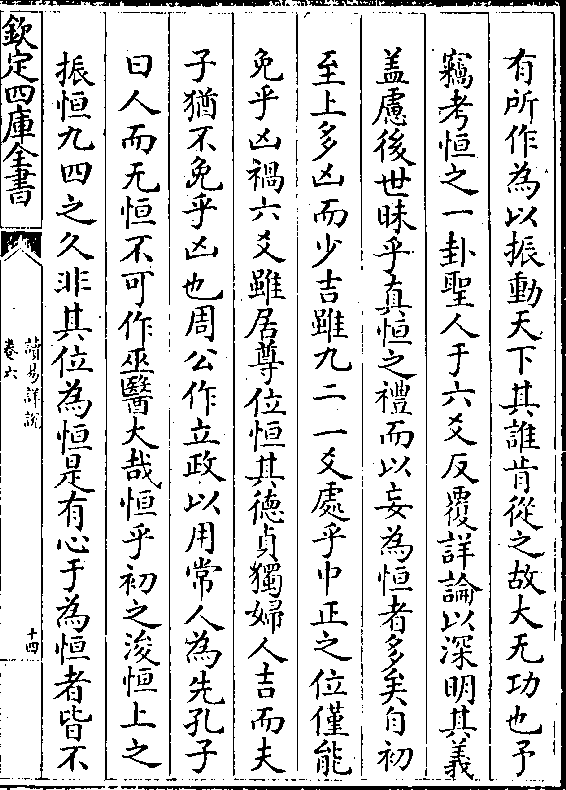 有所作為以振動天下其誰肯從之故大无功也予
竊考恒之一卦聖人于六爻反覆詳論以深明其義
盖慮後世昧乎真恒之禮而以妄為恒者多矣自初
至上多凶而少吉雖九二一爻處乎中正之位僅能
免乎凶禍六爻雖居尊位恒其德貞獨婦人吉而夫
子猶不免乎凶也周公作立政以用常人為先孔子
曰人而无恒不可作巫醫大哉恒乎初之浚恒上之
振恒九四之久非其位為恒是有心于為恒者皆不
欽定四庫全書
讀易詳說
卷六
十四